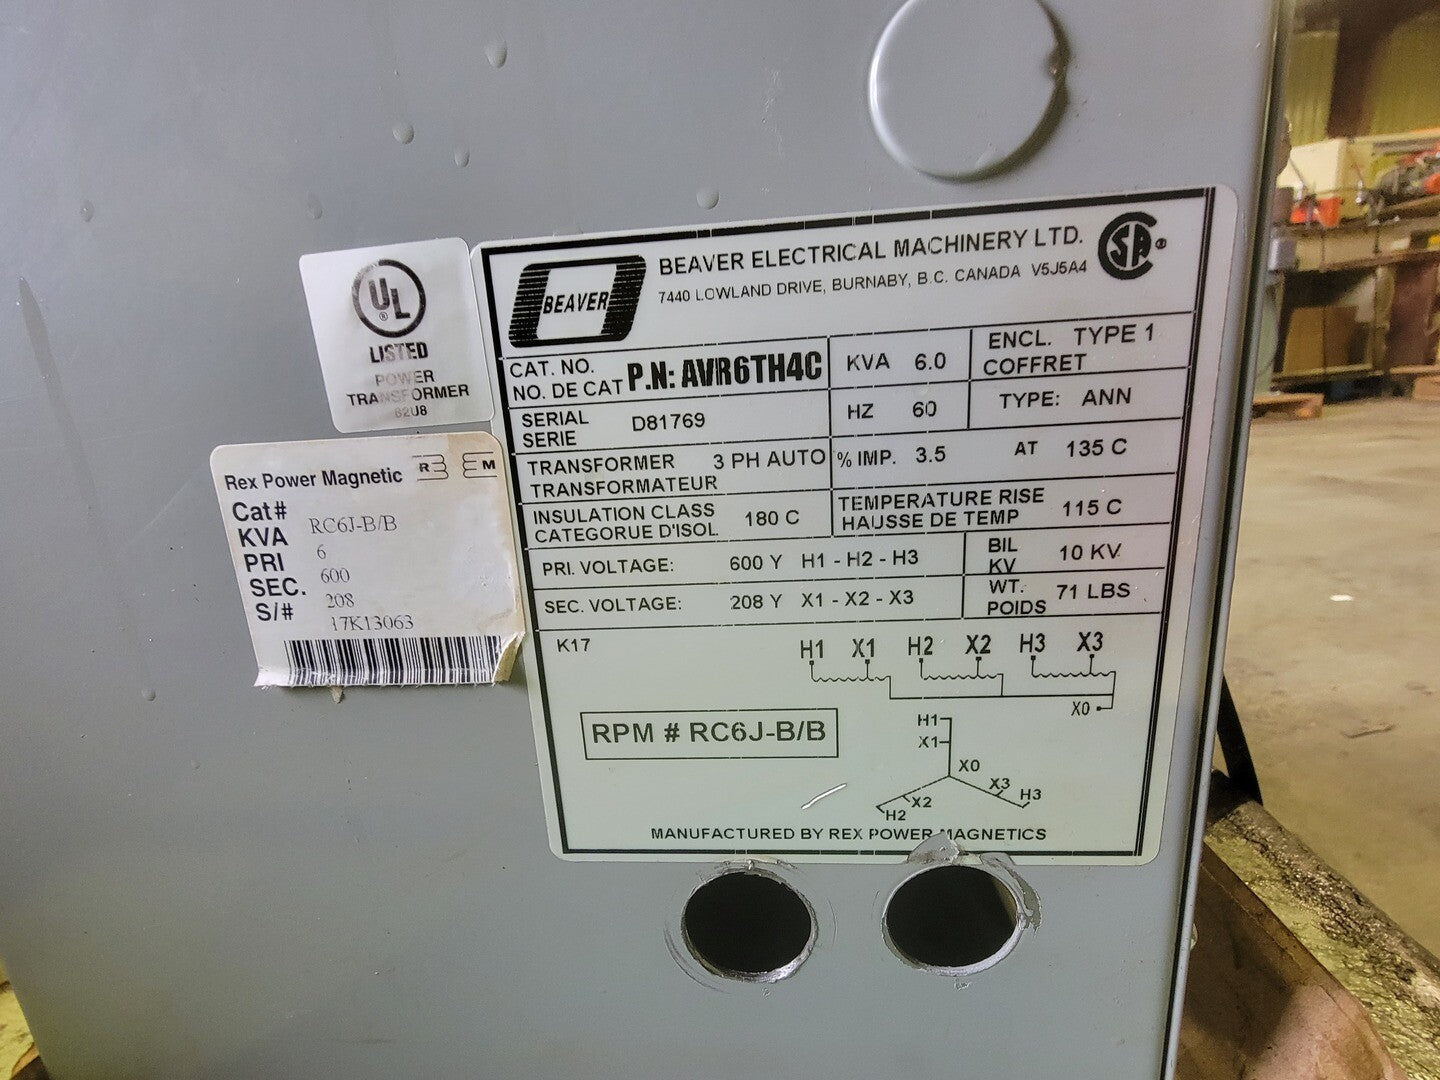 UL
®
LISTED
POWER
TRANSFORMER
62U8
Rex Power Magnetic R M
Cat# RC6J-B/B
KVA 6
PRI 600
SEC. 208
S/# 17K13063
BEAVER
BEAVER ELECTRICAL MACHINERY LTD.
7440 LOWLAND DRIVE, BURNABY, B.C. CANADA V5J5A4
CSA ®
CAT. NO.
NO. DE CAT P.N: AVR6TH4C
KVA 6.0
ENCL. TYPE 1
COFFRET
SERIAL
SERIE D81769
HZ 60
TYPE: ANN
TRANSFORMER 3 PH AUTO
TRANSFORMATEUR
% IMP. 3.5 AT 135 C
INSULATION CLASS
CATEGORUE D'ISOL 180 C
TEMPERATURE RISE
HAUSSE DE TEMP 115 C
PRI. VOLTAGE: 600 Y H1 - H2 - H3
BIL
KV 10 KV
SEC. VOLTAGE: 208 Y X1 - X2 - X3
WT.
POIDS 71 LBS
K17
H1 X1 H2 X2 H3 X3
X0
RPM # RC6J-B/B
H1
X1
X0
X3
H3
X2
H2
MANUFACTURED BY REX POWER MAGNETICS